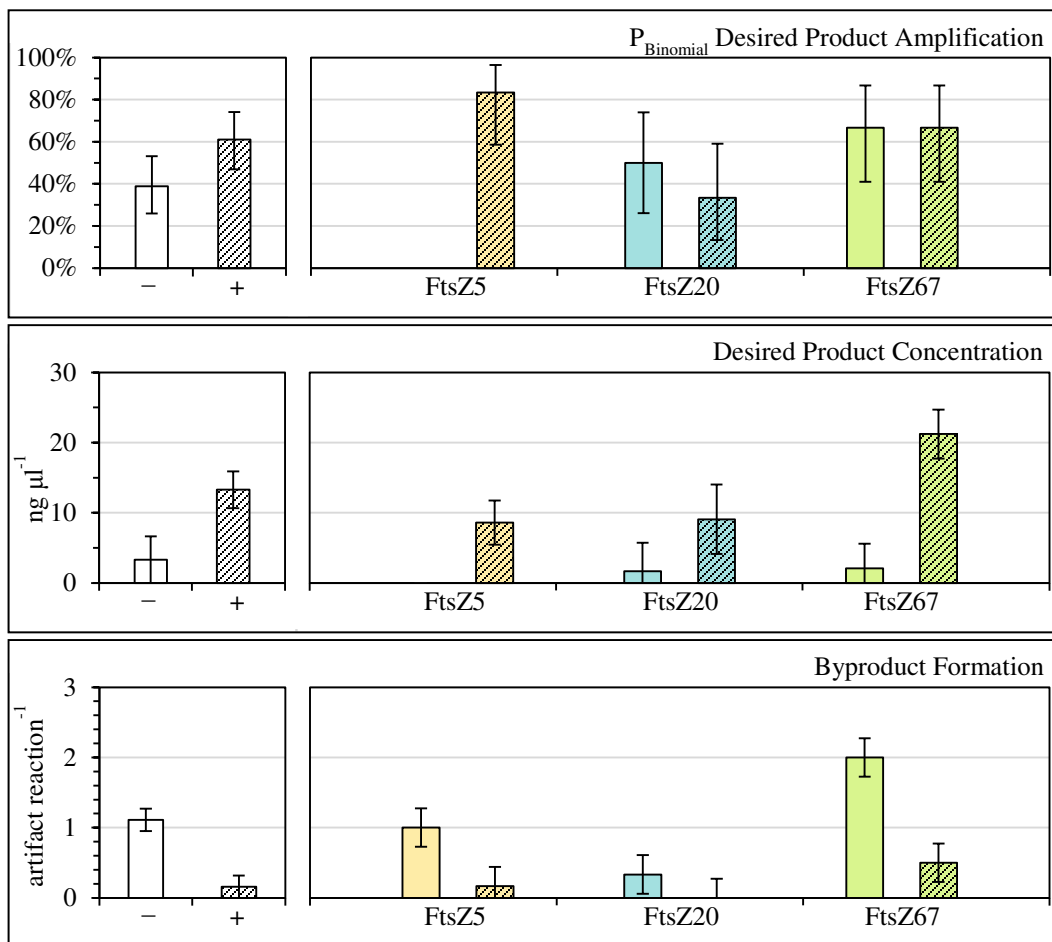 P_Binomial Desired Product Amplification
100%
80%
60%
40%
20%
0%
− + FtsZ5 FtsZ20 FtsZ67
Desired Product Concentration
ng µl⁻¹
30
20
10
0
− + FtsZ5 FtsZ20 FtsZ67
Byproduct Formation
artifact reaction⁻¹
3
2
1
0
− + FtsZ5 FtsZ20 FtsZ67